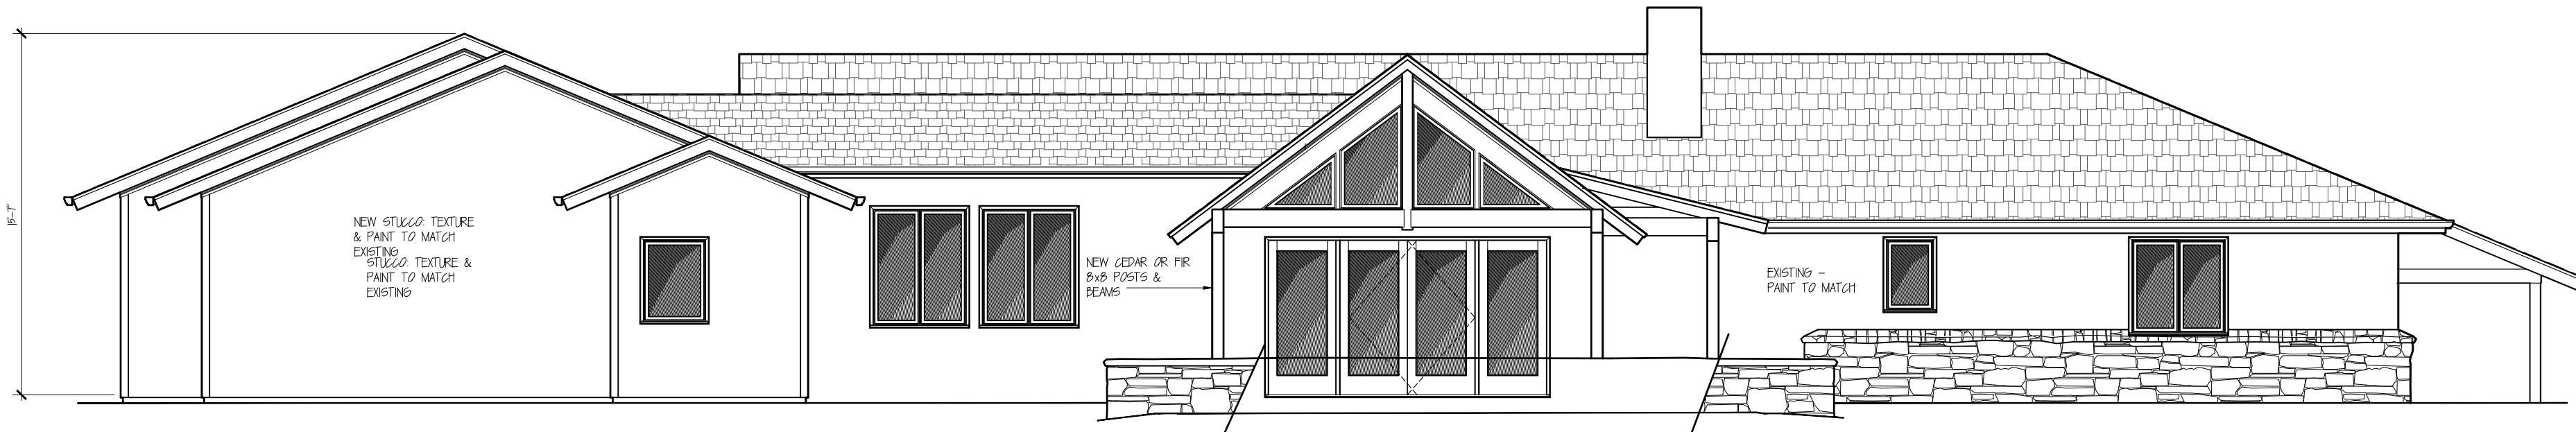 15'-7"
NEW STUCCO: TEXTURE
& PAINT TO MATCH
EXISTING
STUCCO: TEXTURE &
PAINT TO MATCH
EXISTING
NEW CEDAR OR FIR
8x8 POSTS &
BEAMS
EXISTING -
PAINT TO MATCH